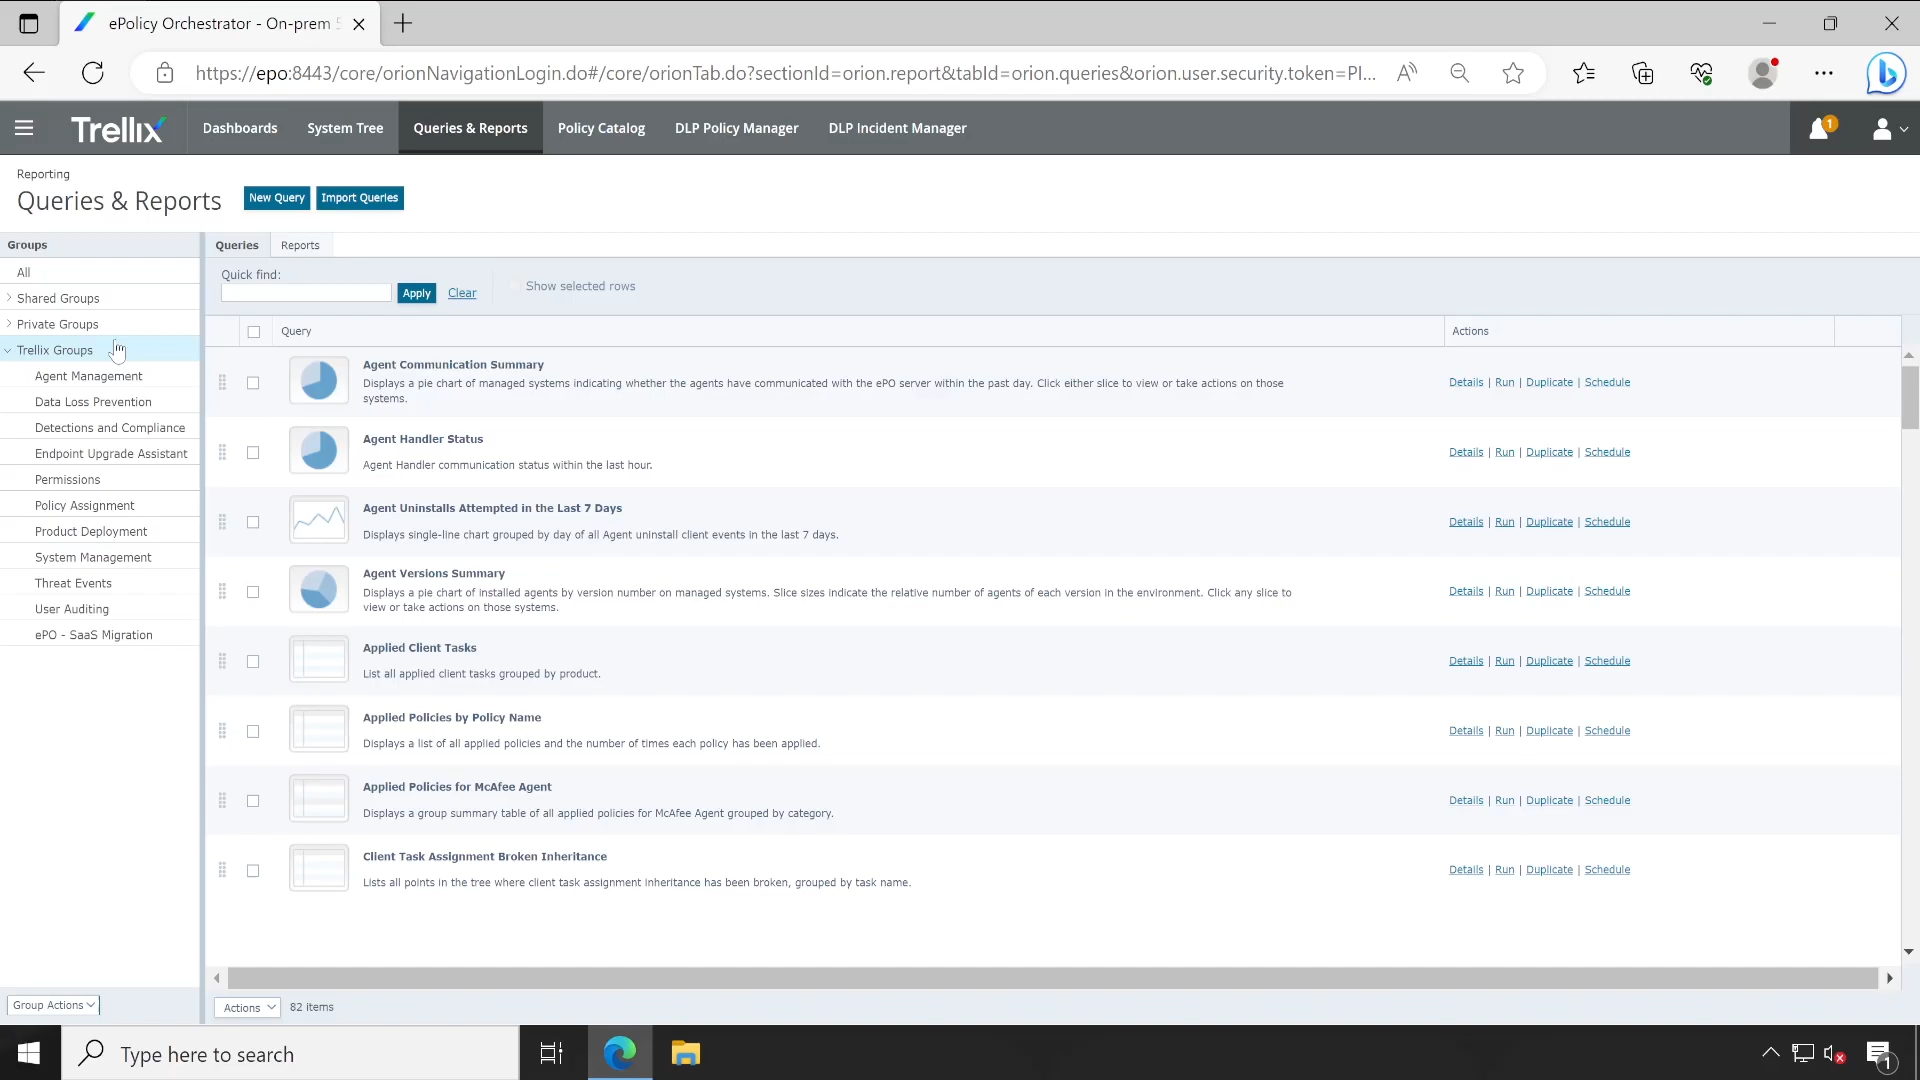 ePolicy Orchestrator - On-prem
https://epo:8443/core/orionNavigationLogin.do#/core/orionTab.do?sectionId=orion.report&tabId=orion.queries&orion.user.security.token=PI...
Trellix
Dashboards
System Tree
Queries & Reports
Policy Catalog
DLP Policy Manager
DLP Incident Manager
1
Reporting
Queries & Reports
New Query
Import Queries
Groups
All
Shared Groups
Private Groups
Trellix Groups
Agent Management
Data Loss Prevention
Detections and Compliance
Endpoint Upgrade Assistant
Permissions
Policy Assignment
Product Deployment
System Management
Threat Events
User Auditing
ePO - SaaS Migration
Group Actions
Queries
Reports
Quick find:
Apply
Clear
Show selected rows
Query
Actions
Agent Communication Summary
Displays a pie chart of managed systems indicating whether the agents have communicated with the ePO server within the past day. Click either slice to view or take actions on those
systems.
Details | Run | Duplicate | Schedule
Agent Handler Status
Agent Handler communication status within the last hour.
Details | Run | Duplicate | Schedule
Agent Uninstalls Attempted in the Last 7 Days
Displays single-line chart grouped by day of all Agent uninstall client events in the last 7 days.
Details | Run | Duplicate | Schedule
Agent Versions Summary
Displays a pie chart of installed agents by version number on managed systems. Slice sizes indicate the relative number of agents of each version in the environment. Click any slice to
view or take actions on those systems.
Details | Run | Duplicate | Schedule
Applied Client Tasks
List all applied client tasks grouped by product.
Details | Run | Duplicate | Schedule
Applied Policies by Policy Name
Displays a list of all applied policies and the number of times each policy has been applied.
Details | Run | Duplicate | Schedule
Applied Policies for McAfee Agent
Displays a group summary table of all applied policies for McAfee Agent grouped by category.
Details | Run | Duplicate | Schedule
Client Task Assignment Broken Inheritance
Lists all points in the tree where client task assignment inheritance has been broken, grouped by task name.
Details | Run | Duplicate | Schedule
Actions
82 items
Type here to search
1